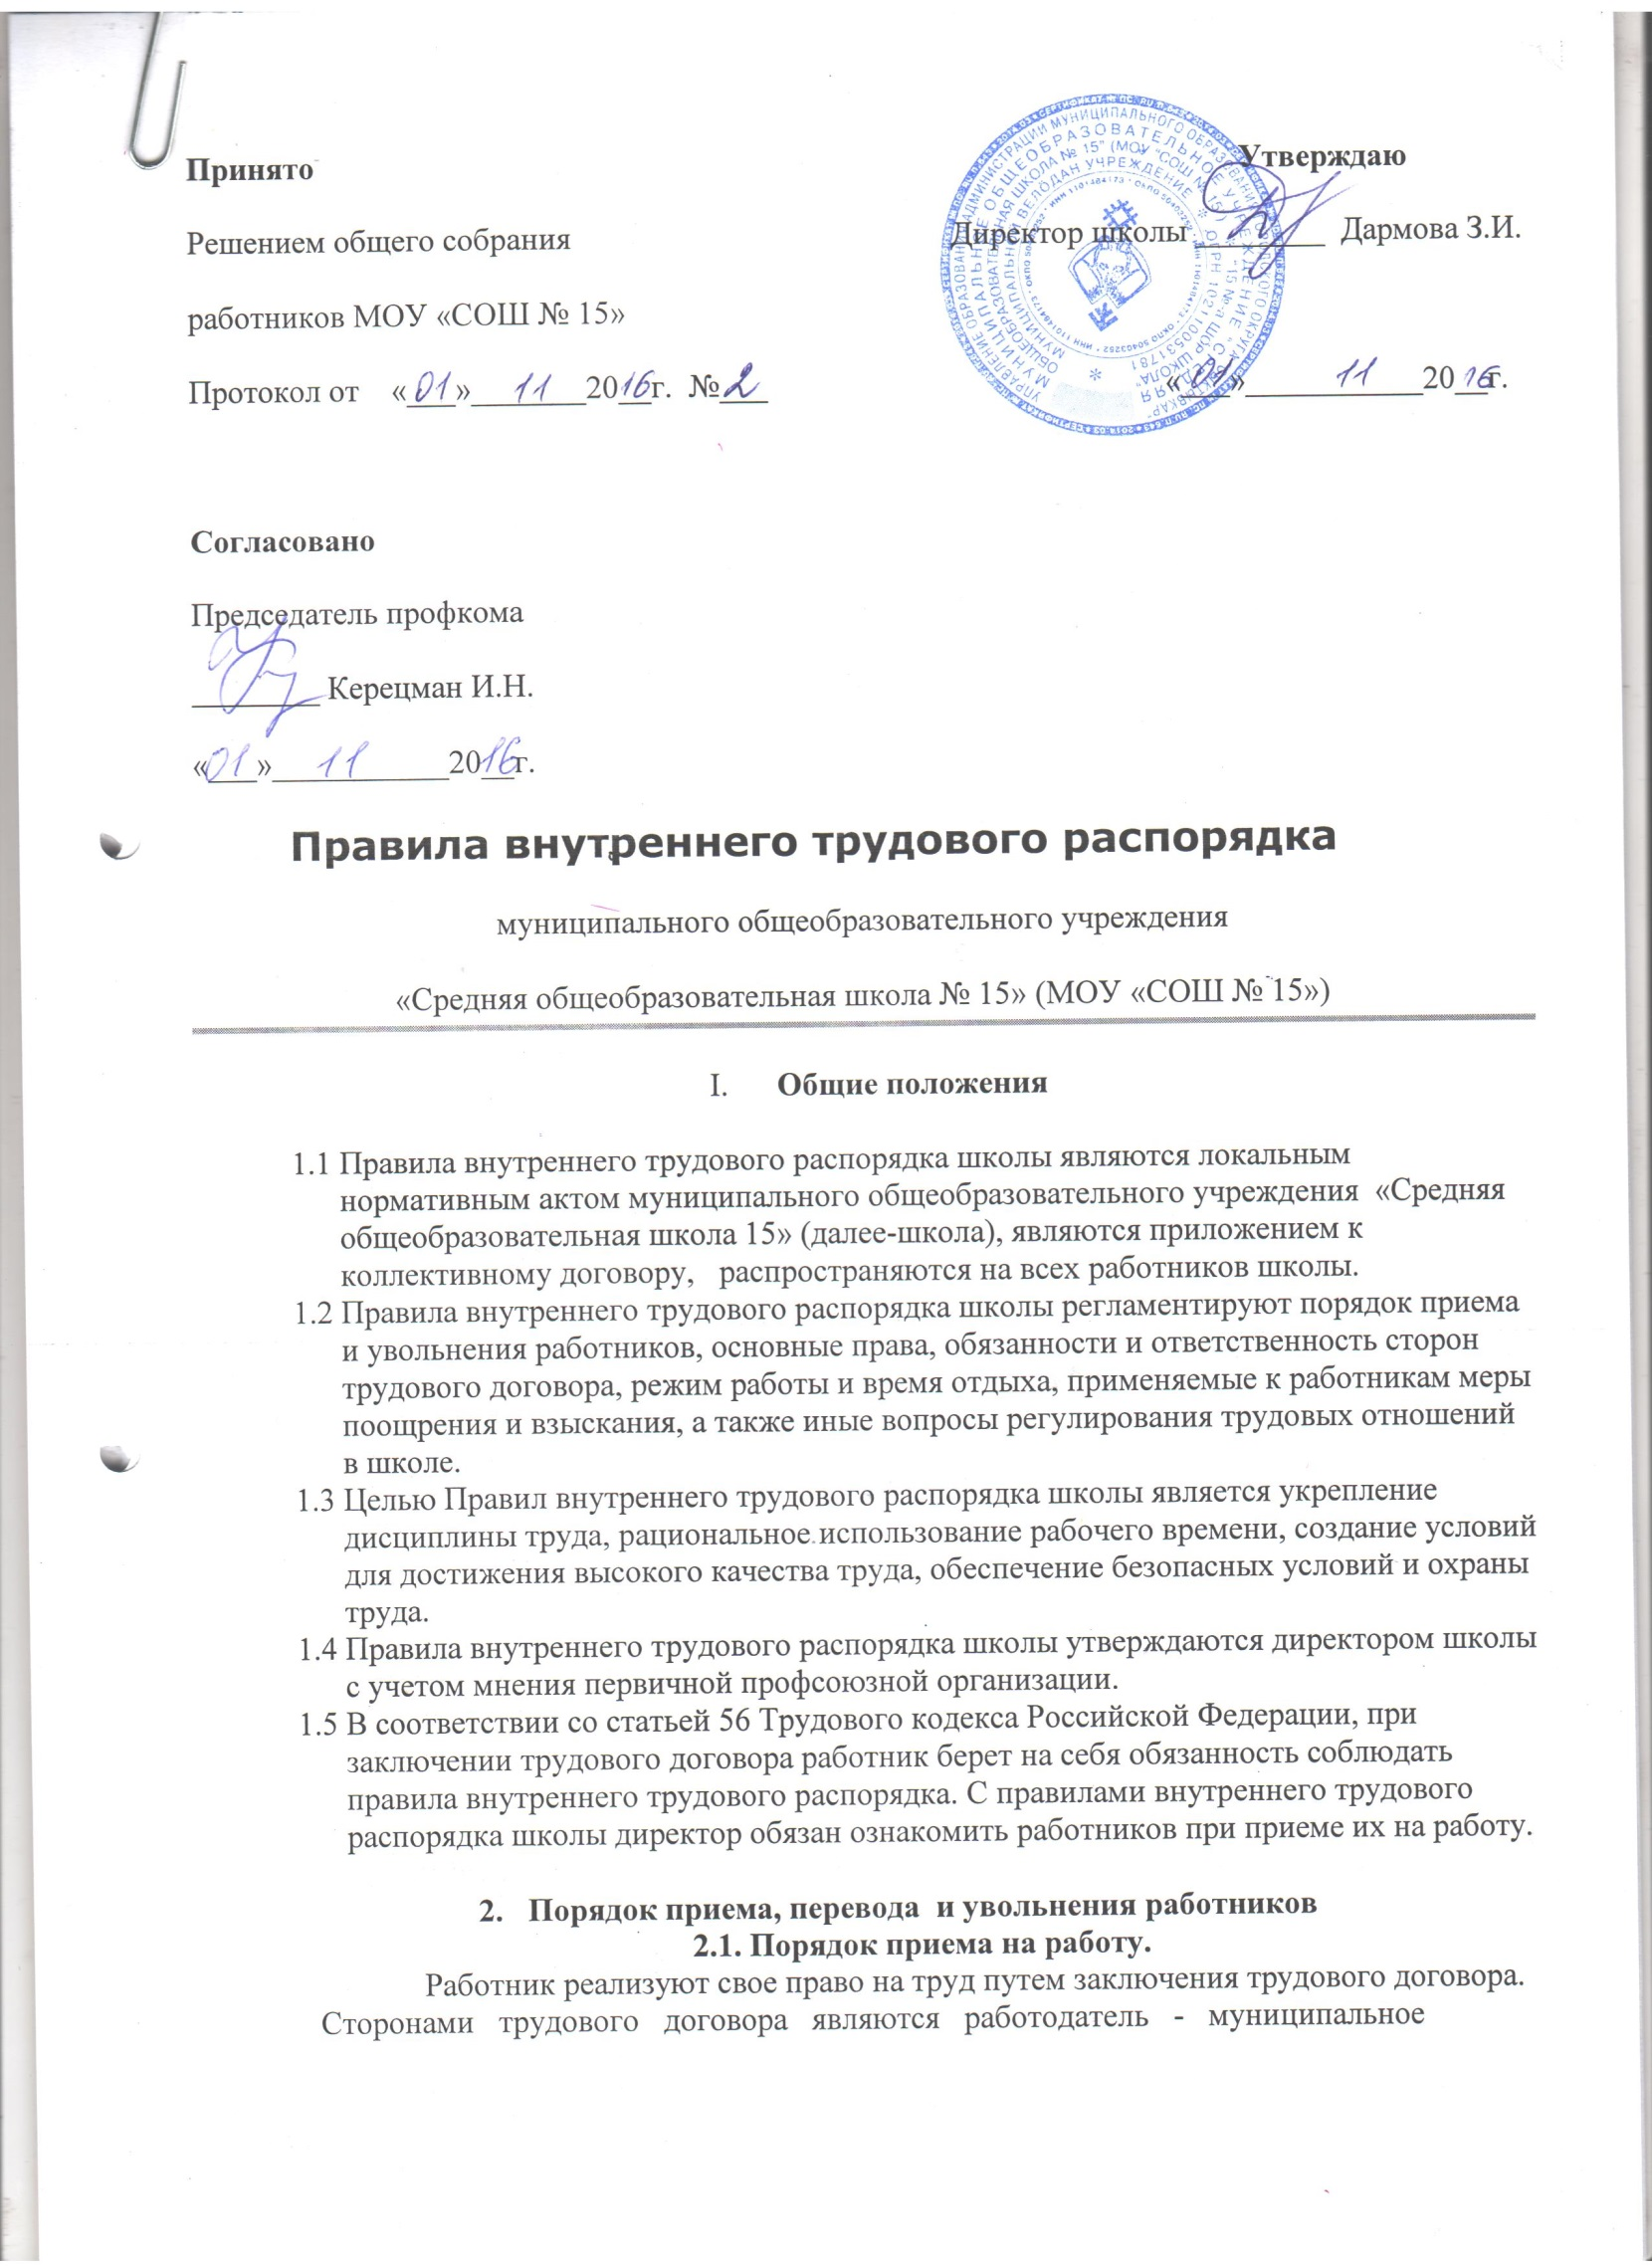 Принято
Утверждаю
Решением общего собрания
Директор школы ________ Дармова З.И.
работников МОУ «СОШ № 15»
Протокол от «01» 11 2016г. №2
«01» 11 2016г.
Согласовано
Председатель профкома
________ Керецман И.Н.
«01» 11 2016г.
Правила внутреннего трудового распорядка
муниципального общеобразовательного учреждения
«Средняя общеобразовательная школа № 15» (МОУ «СОШ № 15»)
I. Общие положения
1.1 Правила внутреннего трудового распорядка школы являются локальным
нормативным актом муниципального общеобразовательного учреждения «Средняя
общеобразовательная школа 15» (далее-школа), являются приложением к
коллективному договору, распространяются на всех работников школы.
1.2 Правила внутреннего трудового распорядка школы регламентируют порядок приема
и увольнения работников, основные права, обязанности и ответственность сторон
трудового договора, режим работы и время отдыха, применяемые к работникам меры
поощрения и взыскания, а также иные вопросы регулирования трудовых отношений
в школе.
1.3 Целью Правил внутреннего трудового распорядка школы является укрепление
дисциплины труда, рациональное использование рабочего времени, создание условий
для достижения высокого качества труда, обеспечение безопасных условий и охраны
труда.
1.4 Правила внутреннего трудового распорядка школы утверждаются директором школы
с учетом мнения первичной профсоюзной организации.
1.5 В соответствии со статьей 56 Трудового кодекса Российской Федерации, при
заключении трудового договора работник берет на себя обязанность соблюдать
правила внутреннего трудового распорядка. С правилами внутреннего трудового
распорядка школы директор обязан ознакомить работников при приеме их на работу.
2. Порядок приема, перевода и увольнения работников
2.1. Порядок приема на работу.
Работник реализуют свое право на труд путем заключения трудового договора.
Сторонами трудового договора являются работодатель - муниципальное